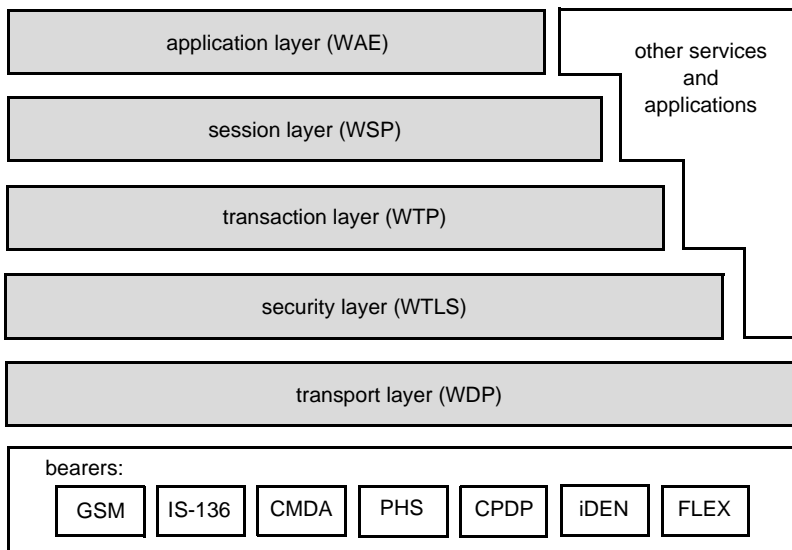 application layer (WAE)
other services
and
applications
session layer (WSP)
transaction layer (WTP)
security layer (WTLS)
transport layer (WDP)
bearers:
GSM
IS-136
CMDA
PHS
CPDP
iDEN
FLEX